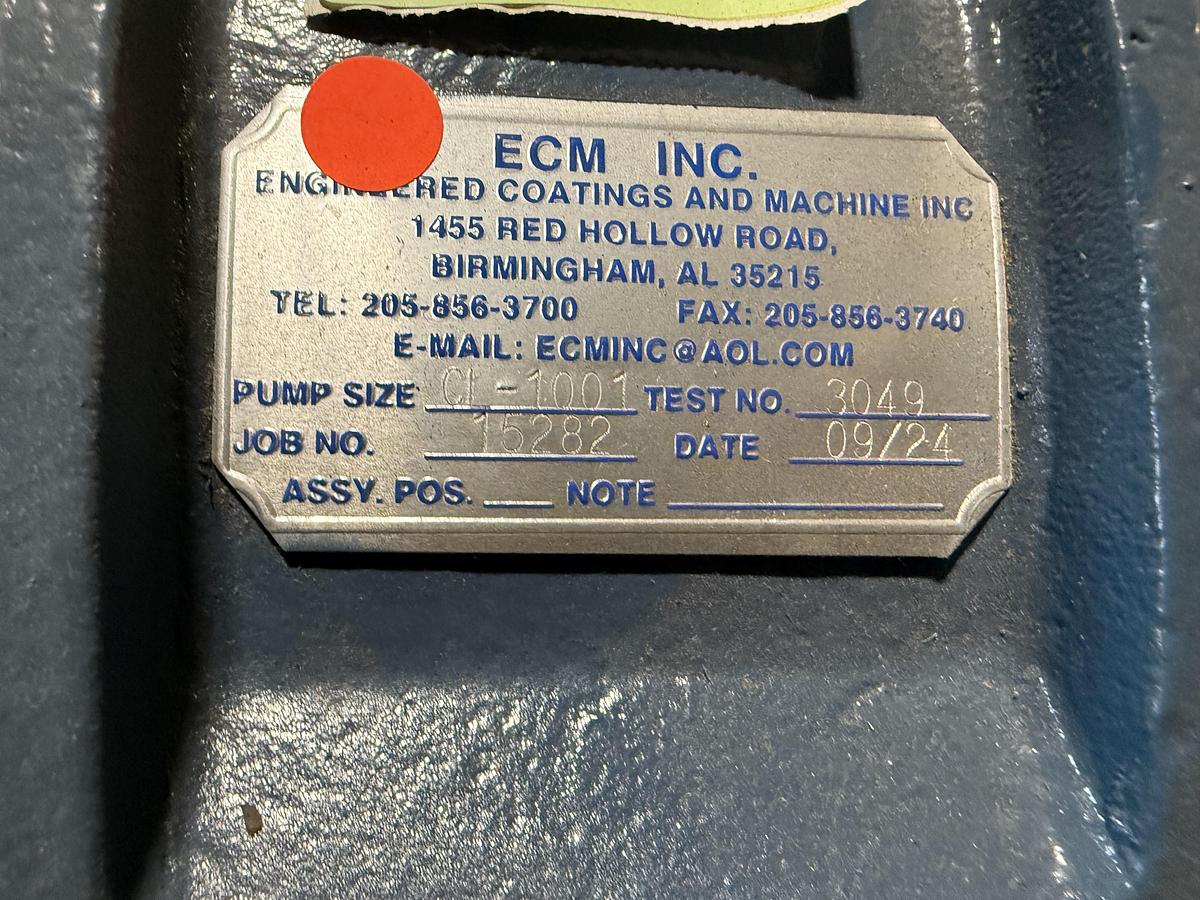 ECM INC.
ENGINEERED COATINGS AND MACHINE INC
1455 RED HOLLOW ROAD,
BIRMINGHAM, AL 35215
TEL: 205-856-3700 FAX: 205-856-3740
E-MAIL: ECMINC@AOL.COM
PUMP SIZE CL-1001 TEST NO. 3049
JOB NO. 15282 DATE 09/24
ASSY. POS. NOTE